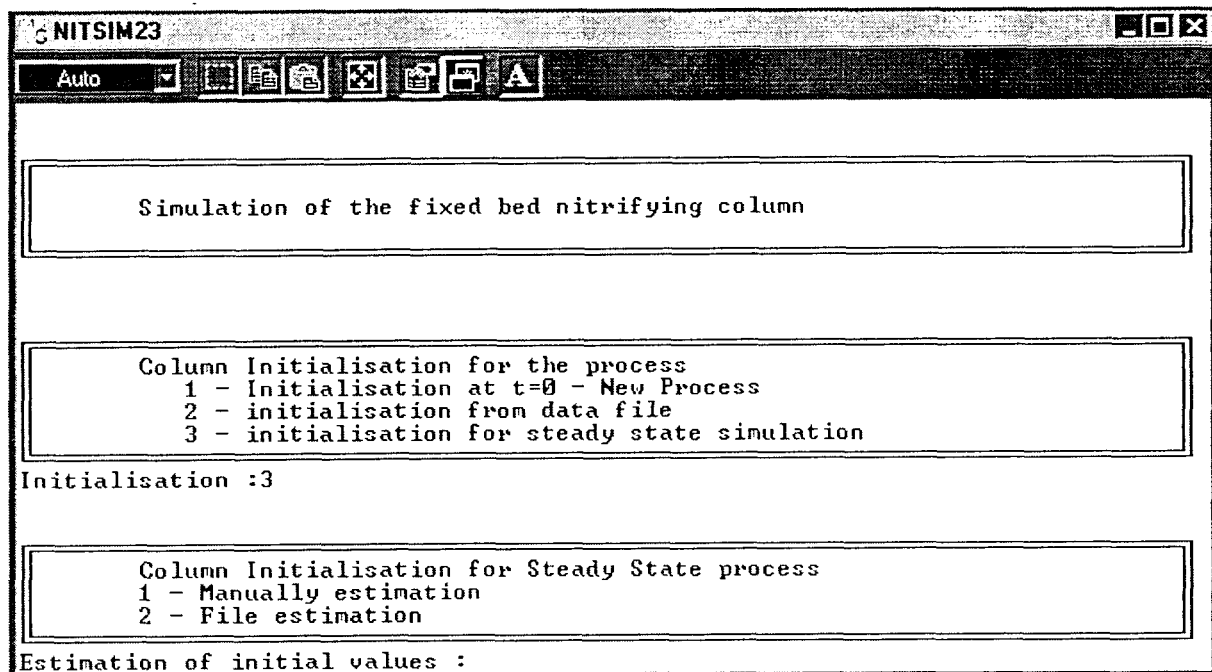 NITSIM23
Auto
A
Simulation of the fixed bed nitrifying column
Column Initialisation for the process
1 - Initialisation at t=0 - New Process
2 - initialisation from data file
3 - initialisation for steady state simulation
Initialisation :3
Column Initialisation for Steady State process
1 - Manually estimation
2 - File estimation
Estimation of initial values :